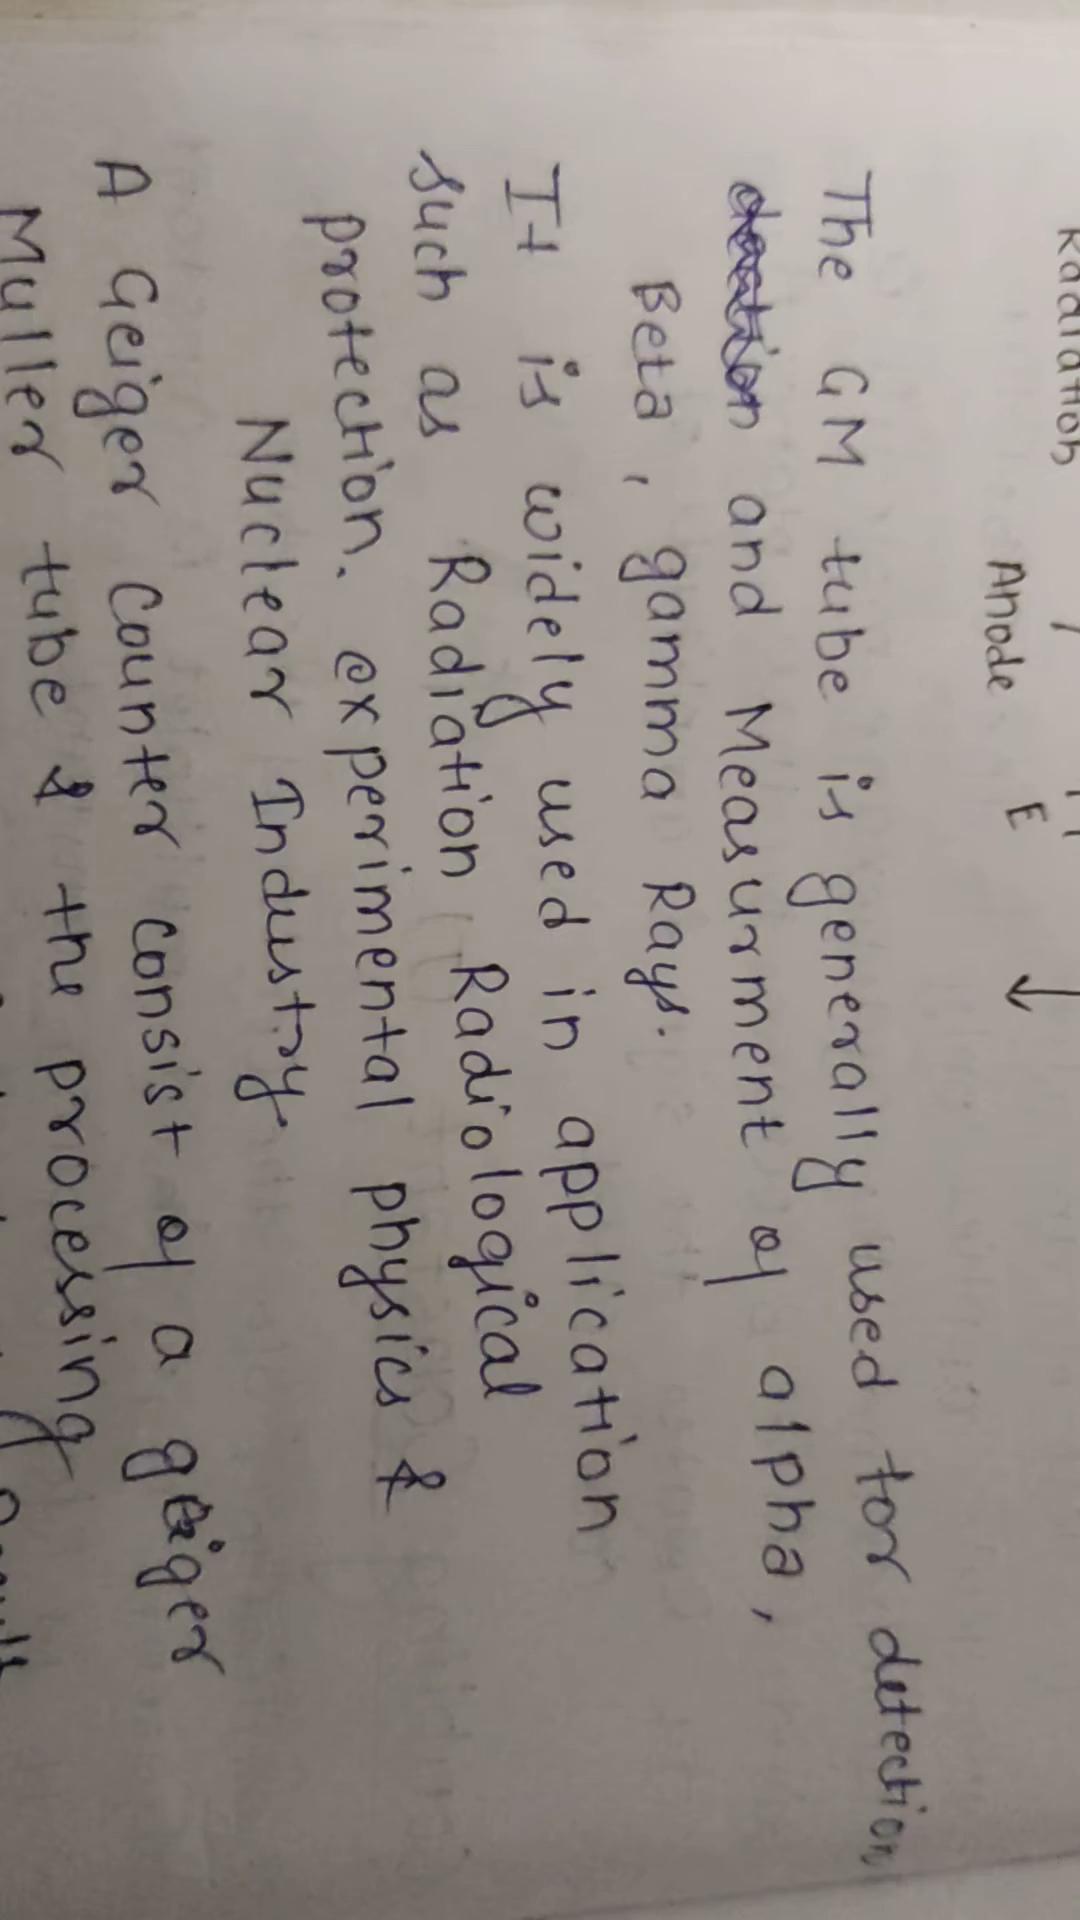 Radiation
Anode E
The GM tube is generally used for detection
and Measurment of alpha,
Beta, gamma Rays.
It is widely used in application
such as Radiation Radiological
protection. experimental physics &
Nuclear Industry.
A Geiger Counter consist of a geiger
Muller tube & the processing